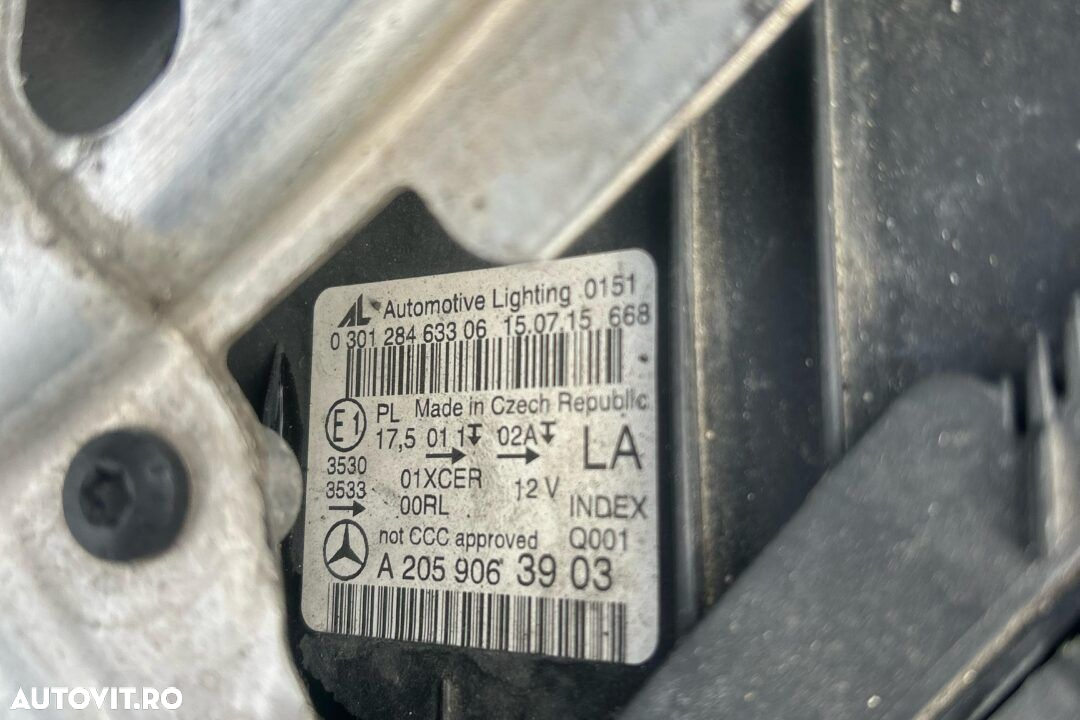 AL Automotive Lighting 0151
0 301 284 633 06 15.07.15 668
E1 PL Made in Czech Republic
17,5 01 1 02A LA
3530 01XCER 12 V
3533 00RL INDEX
not CCC approved Q001
A 205 906 39 03
AUTOVIT.RO